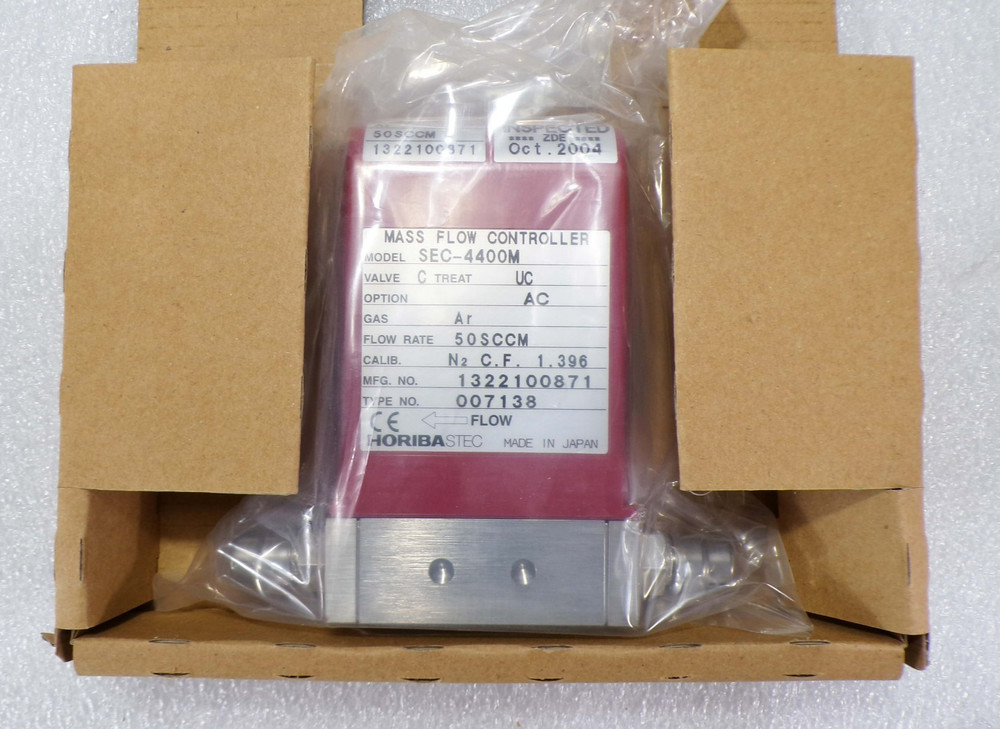 50SCCM
1322100871
INSPECTED
ZDE
Oct.2004
MASS FLOW CONTROLLER
MODEL SEC-4400M
VALVE C TREAT UC
OPTION AC
GAS Ar
FLOW RATE 50SCCM
CALIB. N₂ C.F. 1.396
MFG. NO. 1322100871
TYPE NO. 007138
CE FLOW
HORIBASTEC MADE IN JAPAN